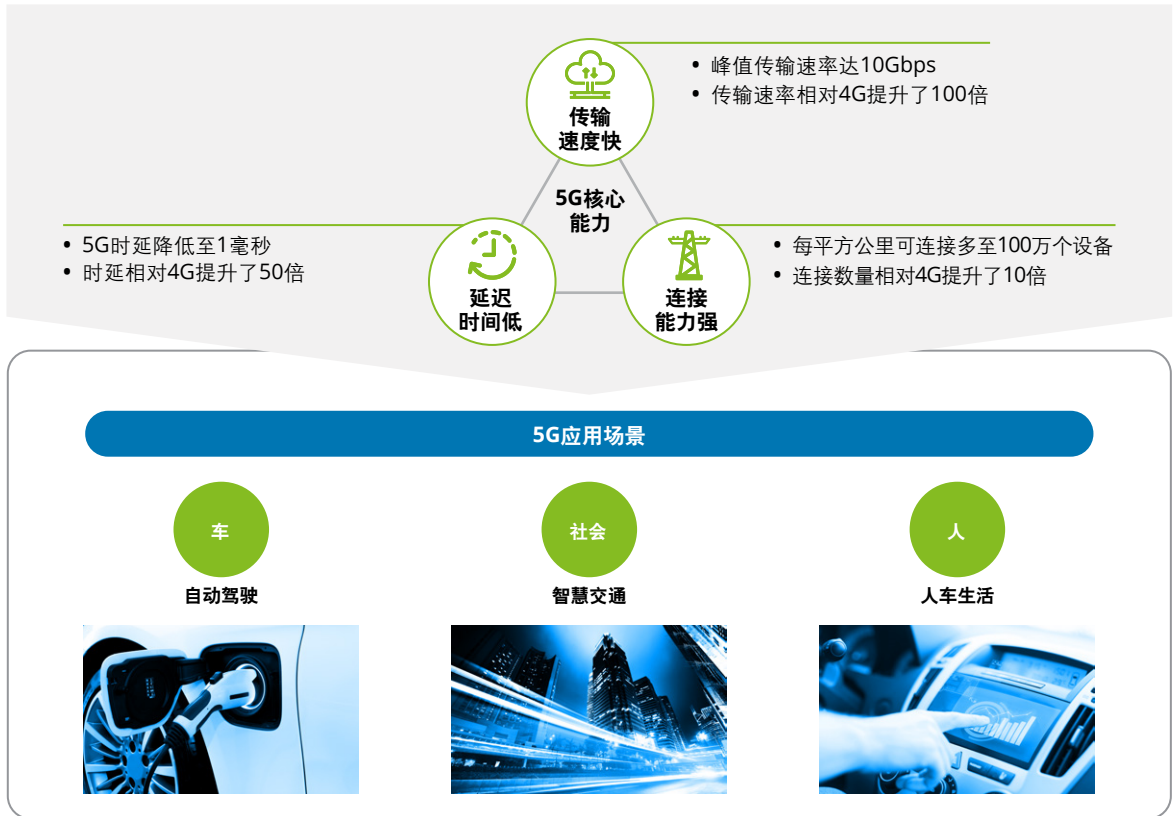 • 峰值传输速率达10Gbps
• 传输速率相对4G提升了100倍
传输
速度快
5G核心
能力
• 5G时延降低至1毫秒
• 时延相对4G提升了50倍
延迟
时间低
连接
能力强
• 每平方公里可连接多至100万个设备
• 连接数量相对4G提升了10倍
5G应用场景
车
社会
人
自动驾驶
智慧交通
人车生活